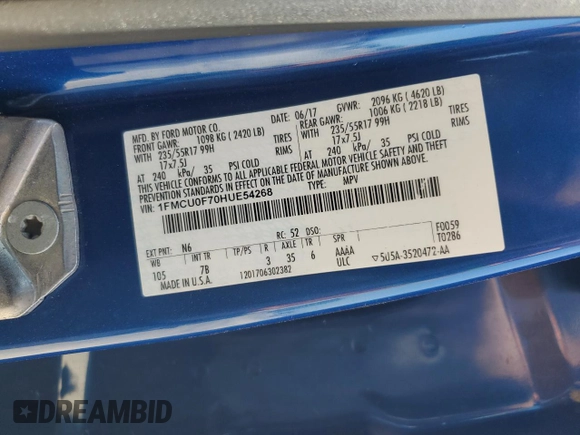 MFD. BY FORD MOTOR CO.
DATE: 06/17 GVWR: 2096 KG ( 4620 LB)
FRONT GAWR: 1098 KG ( 2420 LB) REAR GAWR: 1006 KG ( 2218 LB)
WITH 235/55R17 99H TIRES WITH 235/55R17 99H TIRES
17x7.5J RIMS 17x7.5J RIMS
AT 240 kPa/ 35 PSI COLD AT 240 kPa/ 35 PSI COLD
THIS VEHICLE CONFORMS TO ALL APPLICABLE FEDERAL MOTOR VEHICLE SAFETY AND THEFT
PREVENTION STANDARDS IN EFFECT ON THE DATE OF MANUFACTURE SHOWN ABOVE.
VIN: 1FMCU0F70HUE54268
TYPE: MPV
EXT PNT: N6 RC: 52 DSO: F0059
WB INT TR TP/PS R AXLE TR SPR T0286
105 7B 3 35 6 AAAA
MADE IN U.S.A. 1201706302382 ULC ▽5U5A-3520472-AA
DREAMBID